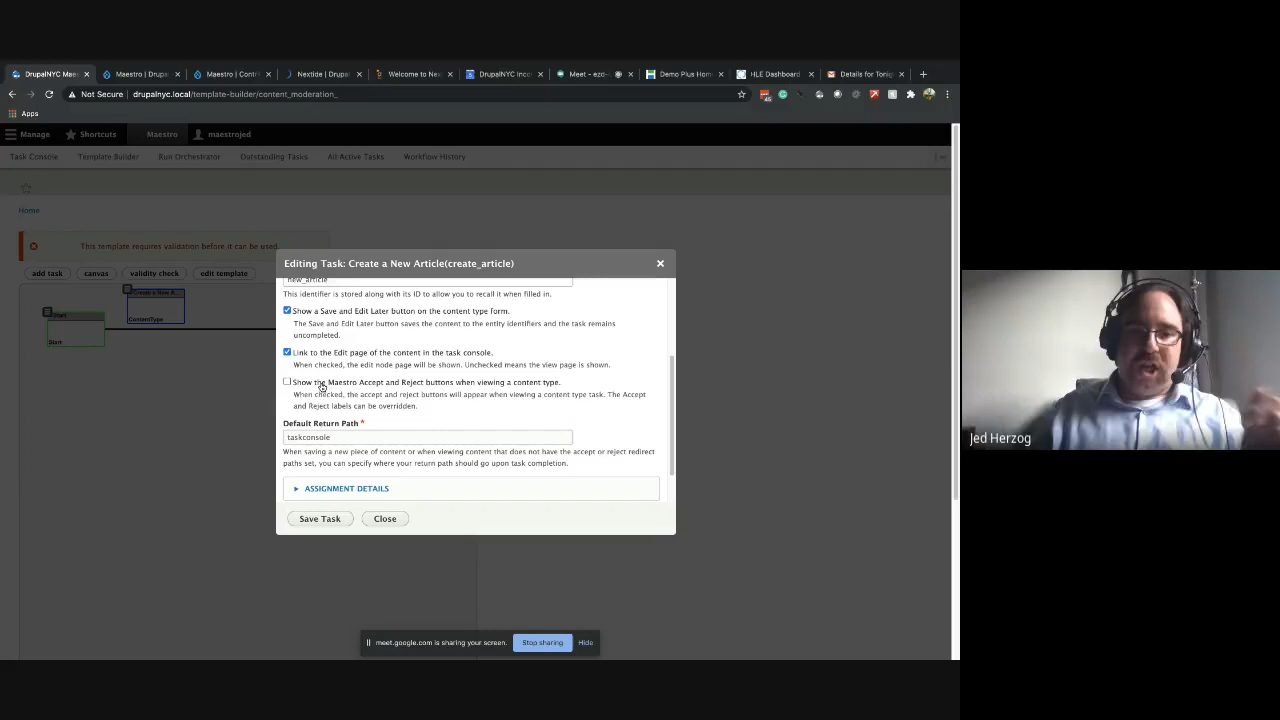 DrupalNYC Mae
Maestro | Drupa
Maestro | Contr
Nextide | Drupal
Welcome to Nex
DrupalNYC Inco
Meet - ezd-
Demo Plus Home
HLE Dashboard
Details for Tonig
Not Secure | drupalnyc.local/template-builder/content_moderation_
Apps
Manage Shortcuts Maestro maestrojed
Task Console Template Builder Run Orchestrator Outstanding Tasks All Active Tasks Workflow History
Home
This template requires validation before it can be used.
add task canvas validity check edit template
Create a New A...
ContentType
Start
Start
Editing Task: Create a New Article(create_article)
new_article
This identifier is stored along with its ID to allow you to recall it when filled in.
Show a Save and Edit Later button on the content type form.
The Save and Edit Later button saves the content to the entity identifiers and the task remains
uncompleted.
Link to the Edit page of the content in the task console.
When checked, the edit node page will be shown. Unchecked means the view page is shown.
Show the Maestro Accept and Reject buttons when viewing a content type.
When checked, the accept and reject buttons will appear when viewing a content type task. The Accept
and Reject labels can be overridden.
Default Return Path *
taskconsole
When saving a new piece of content or when viewing content that does not have the accept or reject redirect
paths set, you can specify where your return path should go upon task completion.
ASSIGNMENT DETAILS
Save Task Close
meet.google.com is sharing your screen. Stop sharing Hide
Jed Herzog